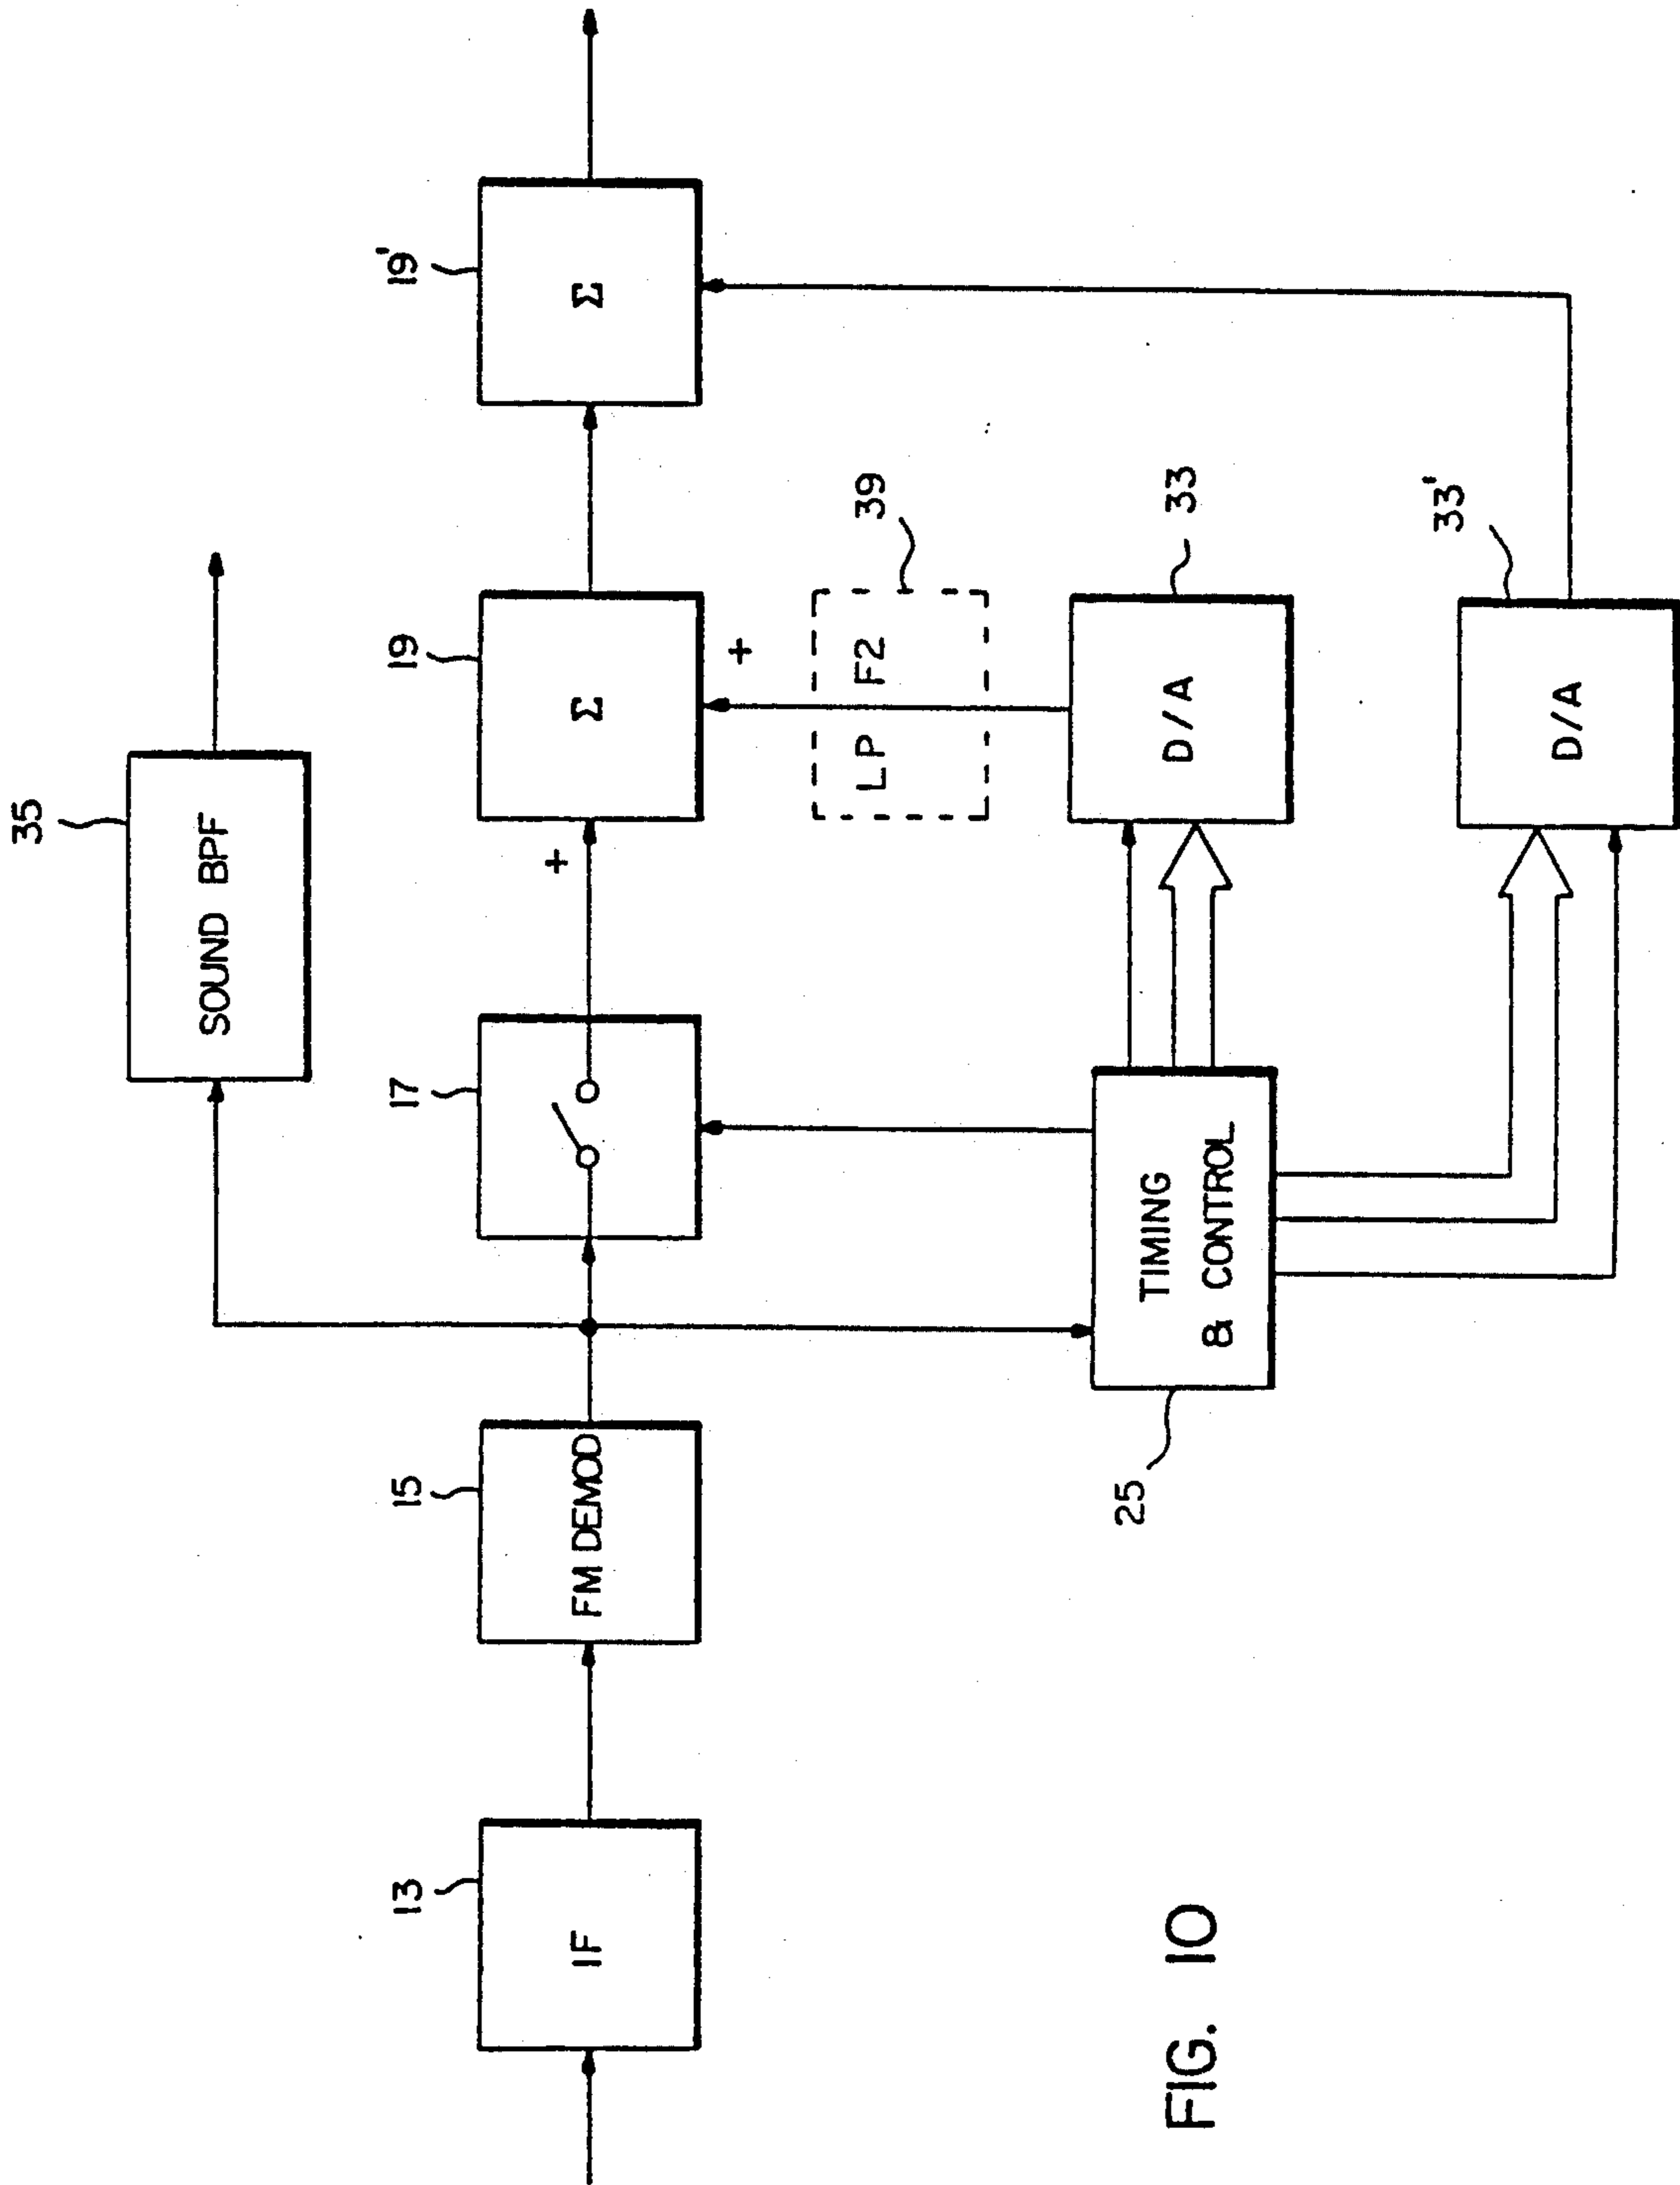 35
SOUND BPF
13
IF
15
FM DEMOD
17
+
19
Σ
19'
Σ
+
39
LP F2
25
TIMING
& CONTROL
33
D/A
33'
D/A
FIG. 10